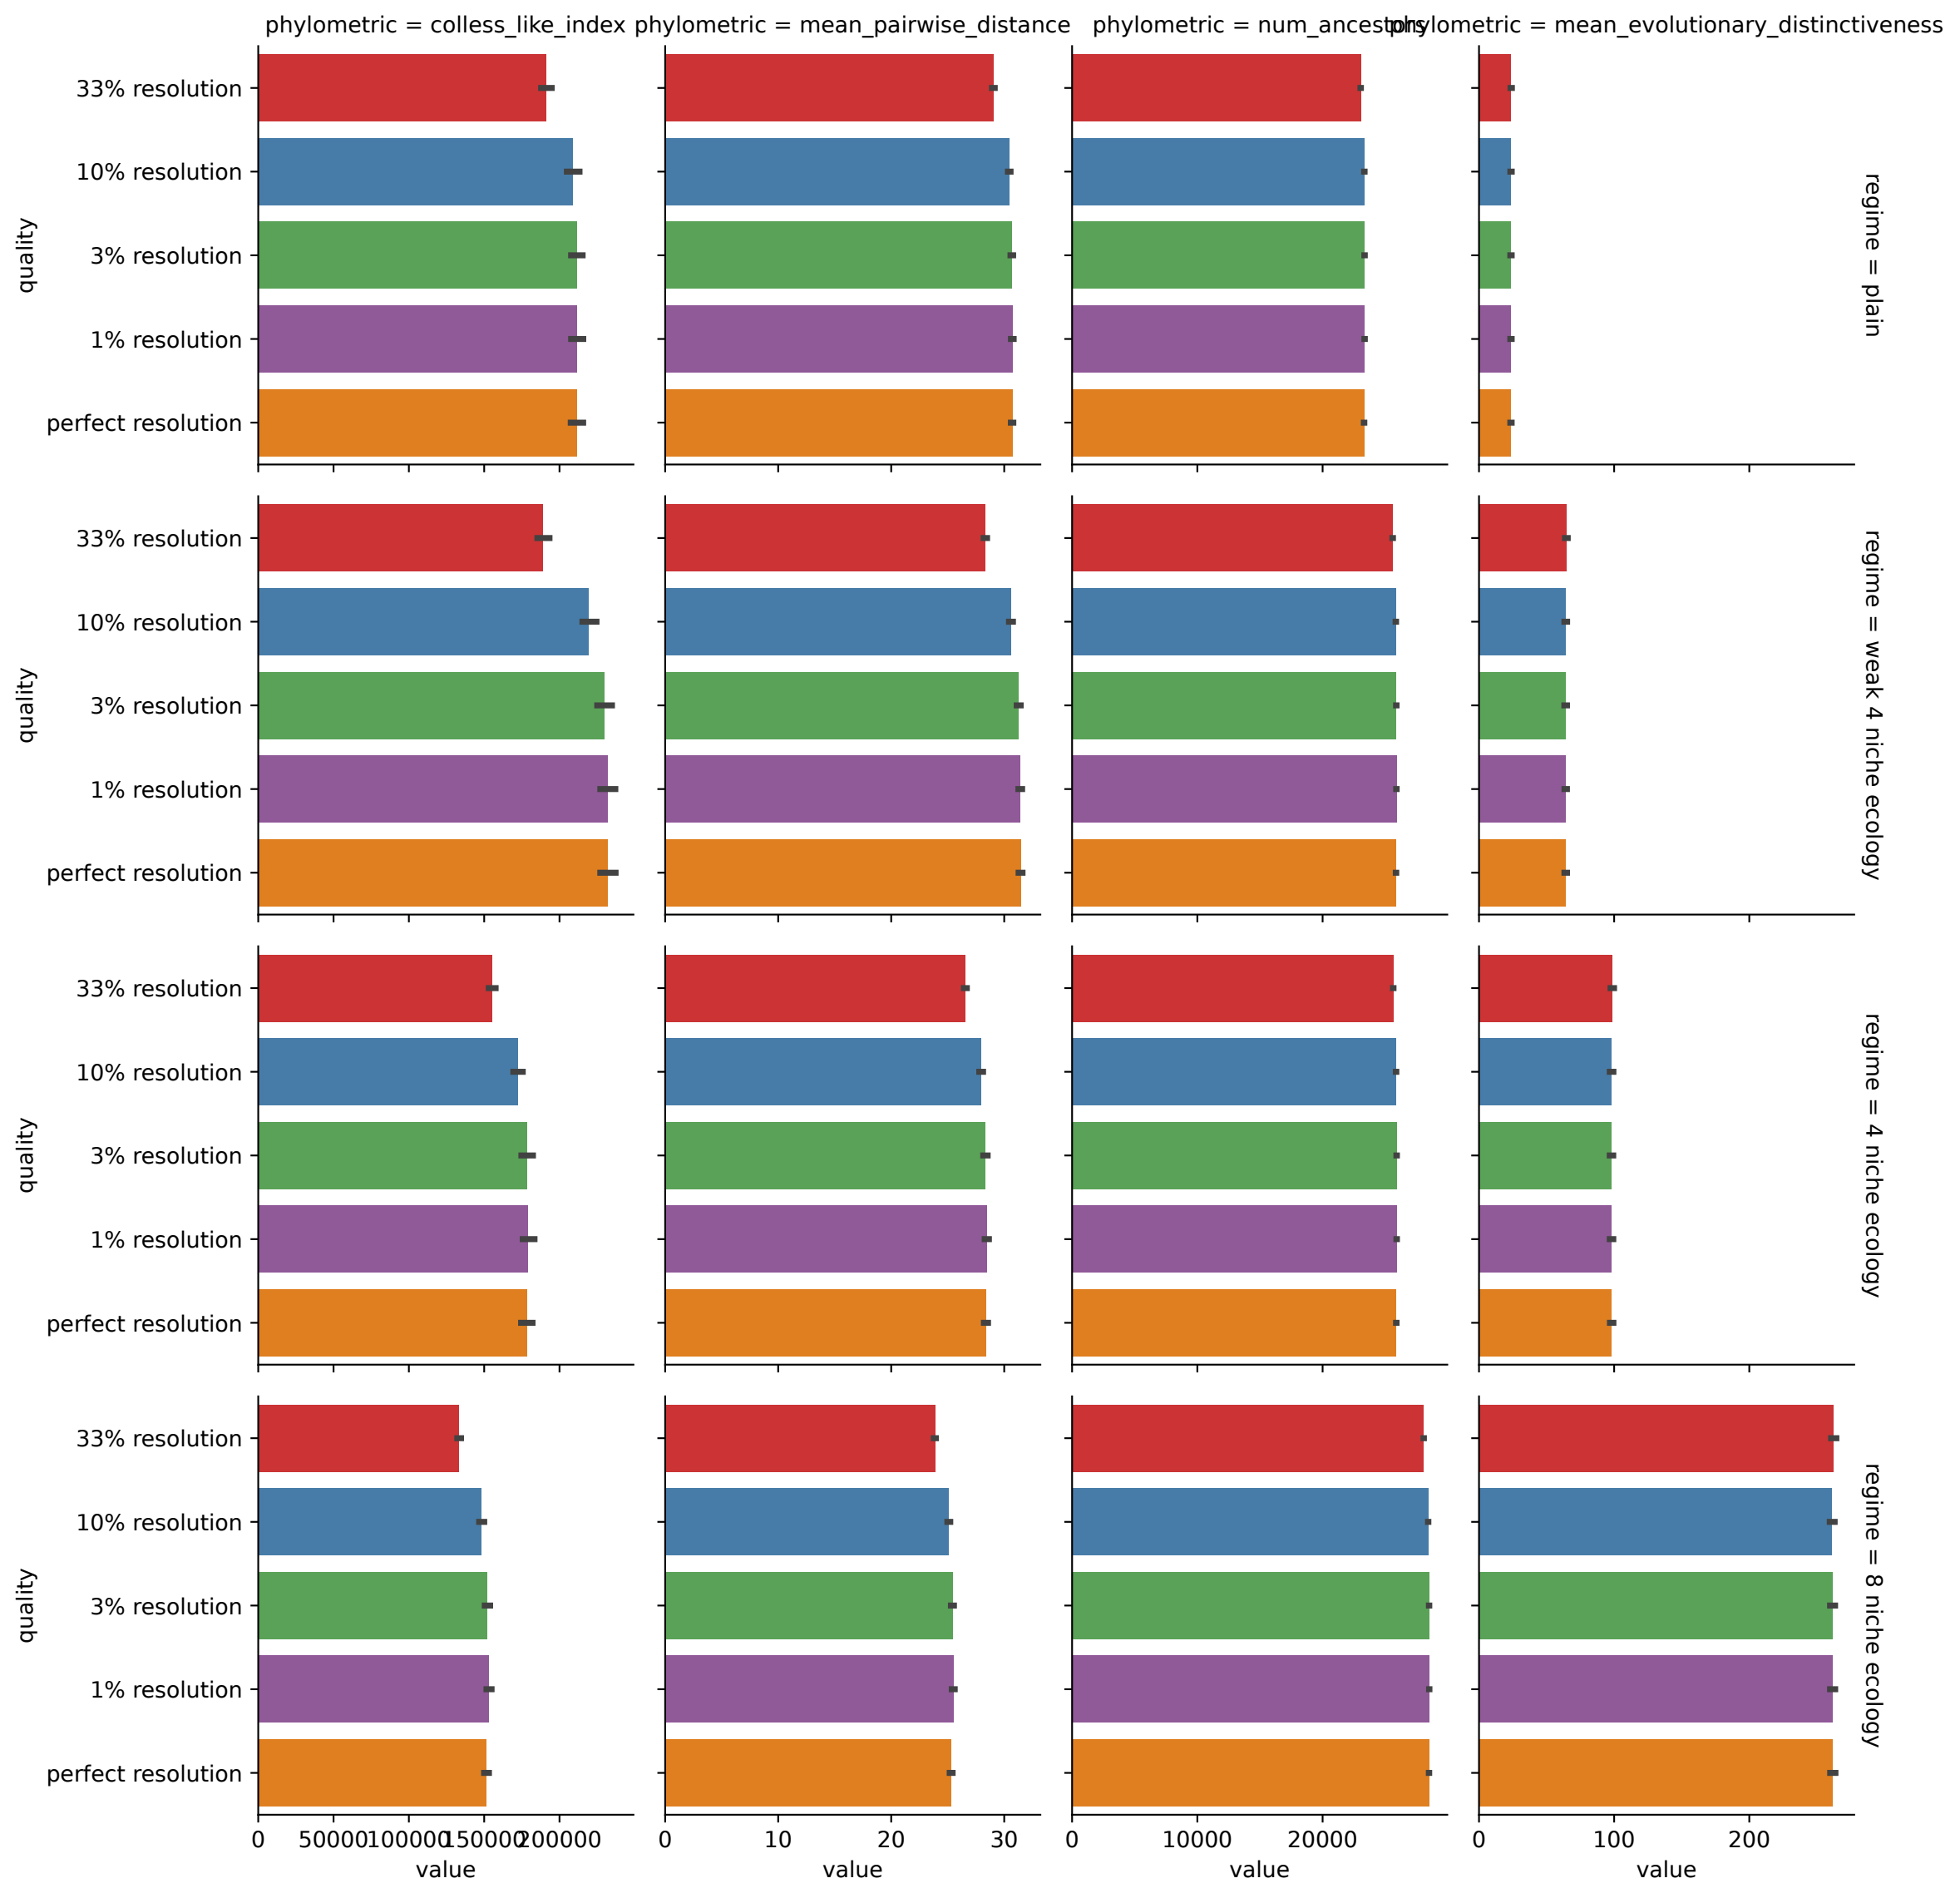 phylometric = colless_like_index
phylometric = mean_pairwise_distance
phylometric = num_ancestors
phylometric = mean_evolutionary_distinctiveness
quality
33% resolution
10% resolution
3% resolution
1% resolution
perfect resolution
regime = plain
quality
33% resolution
10% resolution
3% resolution
1% resolution
perfect resolution
regime = weak 4 niche ecology
quality
33% resolution
10% resolution
3% resolution
1% resolution
perfect resolution
regime = 4 niche ecology
quality
33% resolution
10% resolution
3% resolution
1% resolution
perfect resolution
regime = 8 niche ecology
0 50000 100000 150000 200000
0 10 20 30
0 10000 20000
0 100 200
value
value
value
value